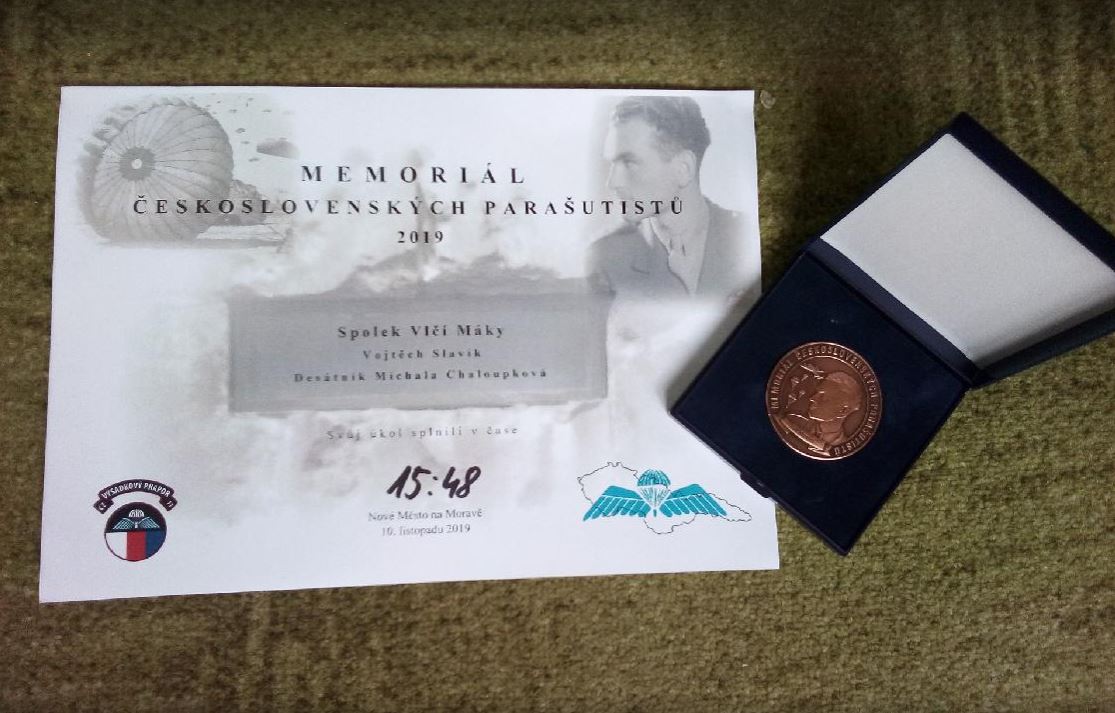 MEMORIÁL
ČESKOSLOVENSKÝCH PARAŠUTISTŮ
2019
Spolek Vlčí Máky
Vojtěch Slavík
Desátník Michala Chaloupková
Svůj úkol splnili v čase
15:48
Nové Město na Moravě
10. listopadu 2019
VÝSADKOVÝ PRAPOR
MEMORIÁL ČESKOSLOVENSKÝCH PARAŠUTISTŮ